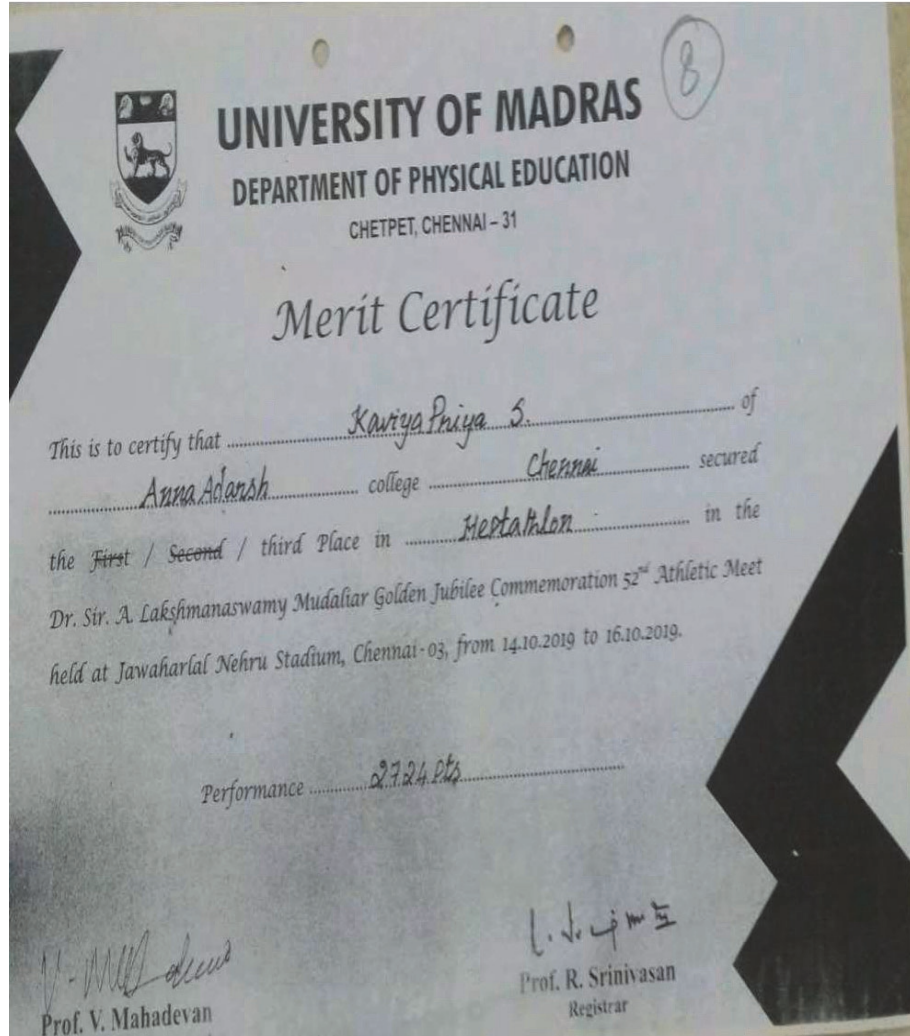 8
UNIVERSITY OF MADRAS
DEPARTMENT OF PHYSICAL EDUCATION
CHETPET, CHENNAI – 31
Merit Certificate
This is to certify that Kaviya Priya S. of
Anna Adarsh college Chennai secured
the First / Second / third Place in Heptathlon in the
Dr. Sir. A. Lakshmanaswamy Mudaliar Golden Jubilee Commemoration 52nd Athletic Meet
held at Jawaharlal Nehru Stadium, Chennai-03, from 14.10.2019 to 16.10.2019.
Performance 2724 Pts
Prof. V. Mahadevan
Prof. R. Srinivasan
Registrar